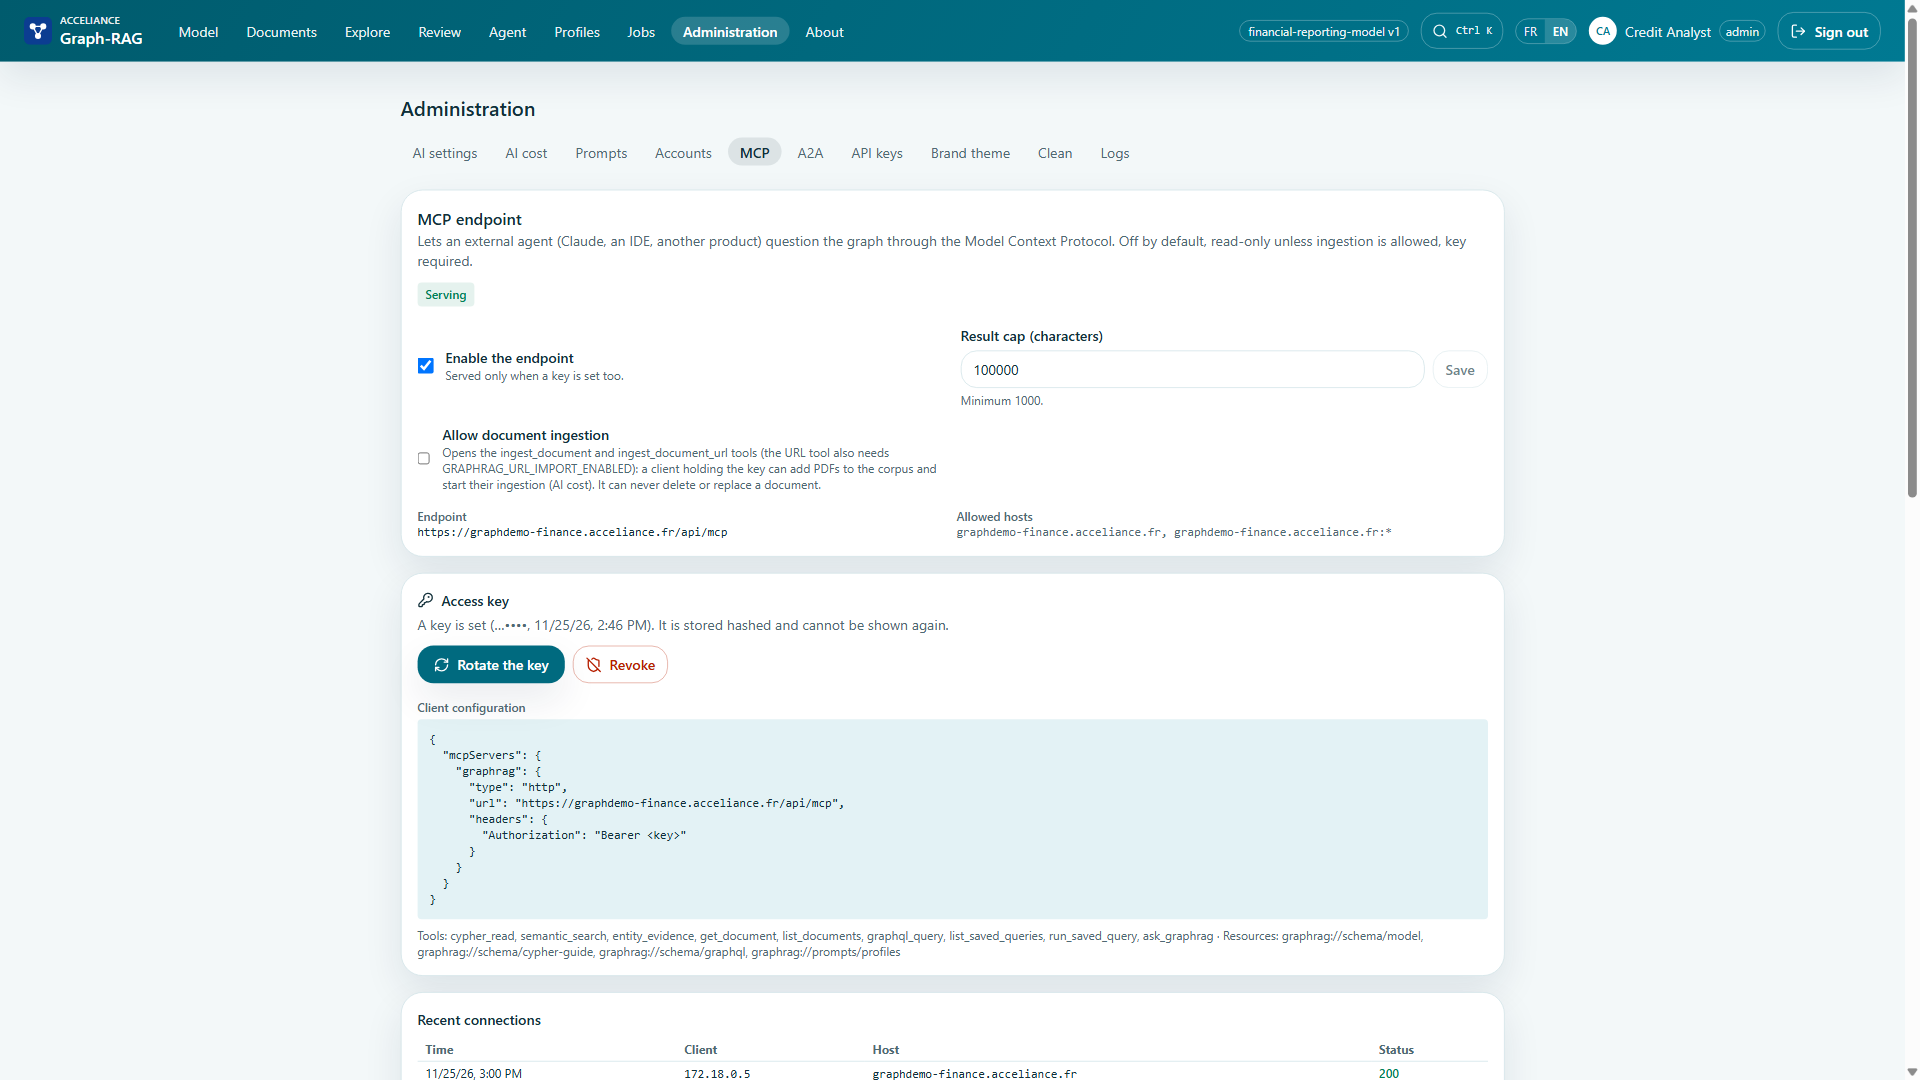 ACCELIANCE
Graph-RAG
Model
Documents
Explore
Review
Agent
Profiles
Jobs
Administration
About
financial-reporting-model v1
Ctrl K
FR
EN
CA
Credit Analyst
admin
Sign out
Administration
AI settings
AI cost
Prompts
Accounts
MCP
A2A
API keys
Brand theme
Clean
Logs
MCP endpoint
Lets an external agent (Claude, an IDE, another product) question the graph through the Model Context Protocol. Off by default, read-only unless ingestion is allowed, key
required.
Serving
Enable the endpoint
Served only when a key is set too.
Result cap (characters)
100000
Save
Minimum 1000.
Allow document ingestion
Opens the ingest_document and ingest_document_url tools (the URL tool also needs
GRAPHRAG_URL_IMPORT_ENABLED): a client holding the key can add PDFs to the corpus and
start their ingestion (AI cost). It can never delete or replace a document.
Endpoint
https://graphdemo-finance.acceliance.fr/api/mcp
Allowed hosts
graphdemo-finance.acceliance.fr, graphdemo-finance.acceliance.fr:*
Access key
A key is set (…••••, 11/25/26, 2:46 PM). It is stored hashed and cannot be shown again.
Rotate the key
Revoke
Client configuration
{
  "mcpServers": {
    "graphrag": {
      "type": "http",
      "url": "https://graphdemo-finance.acceliance.fr/api/mcp",
      "headers": {
        "Authorization": "Bearer <key>"
      }
    }
  }
}
Tools: cypher_read, semantic_search, entity_evidence, get_document, list_documents, graphql_query, list_saved_queries, run_saved_query, ask_graphrag · Resources: graphrag://schema/model,
graphrag://schema/cypher-guide, graphrag://schema/graphql, graphrag://prompts/profiles
Recent connections
Time
Client
Host
Status
11/25/26, 3:00 PM
172.18.0.5
graphdemo-finance.acceliance.fr
200